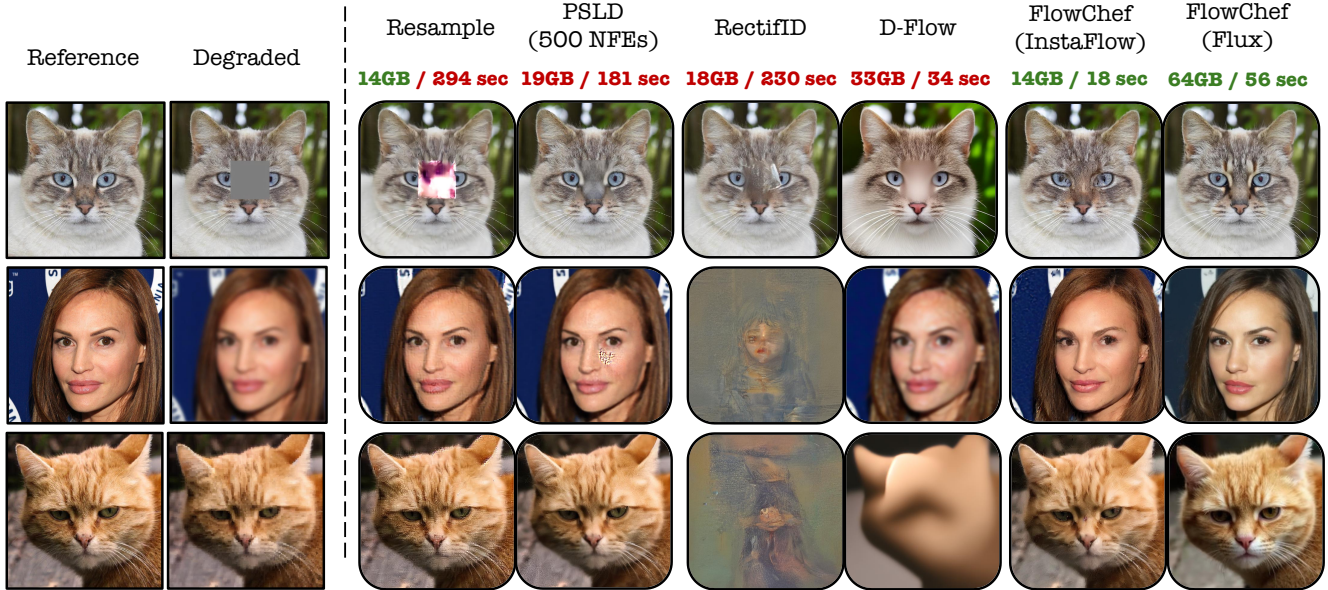 Reference
Degraded
Resample
PSLD
(500 NFEs)
RectifID
D-Flow
FlowChef
(InstaFlow)
FlowChef
(Flux)
14GB / 294 sec
19GB / 181 sec
18GB / 230 sec
33GB / 34 sec
14GB / 18 sec
64GB / 56 sec